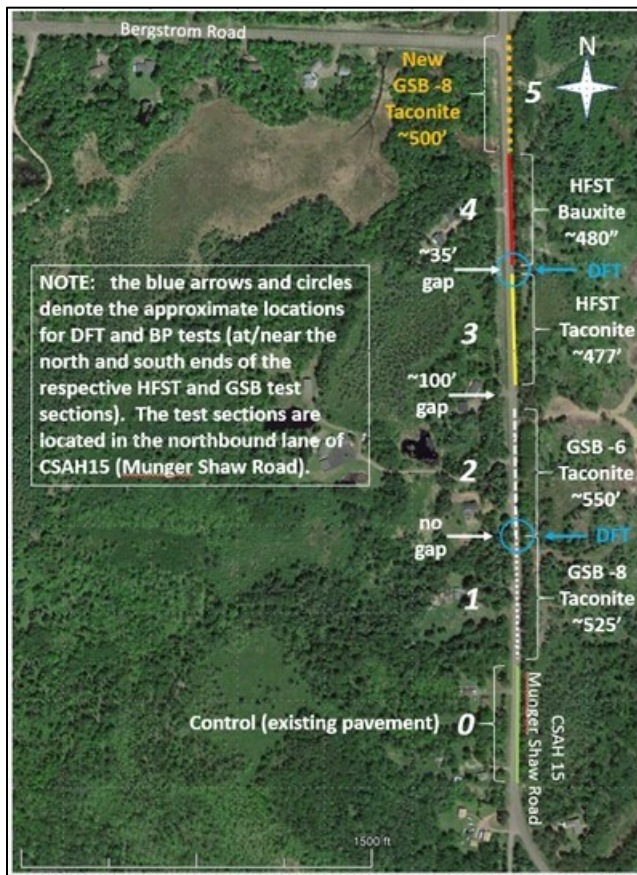 Bergstrom Road
New
GSB -8
Taconite
~500'
5
N
4
HFST
Bauxite
~480"
~35'
gap
DFT
NOTE:   the blue arrows and circles
denote the approximate locations
for DFT and BP tests (at/near the
north and south ends of the
respective HFST and GSB test
sections).  The test sections are
located in the northbound lane of
CSAH15 (Munger Shaw Road).
3
HFST
Taconite
~477'
~100'
gap
2
GSB -6
Taconite
~550'
no
gap
DFT
1
GSB -8
Taconite
~525'
Control (existing pavement)
0
CSAH 15
Munger Shaw Road
1500 feet